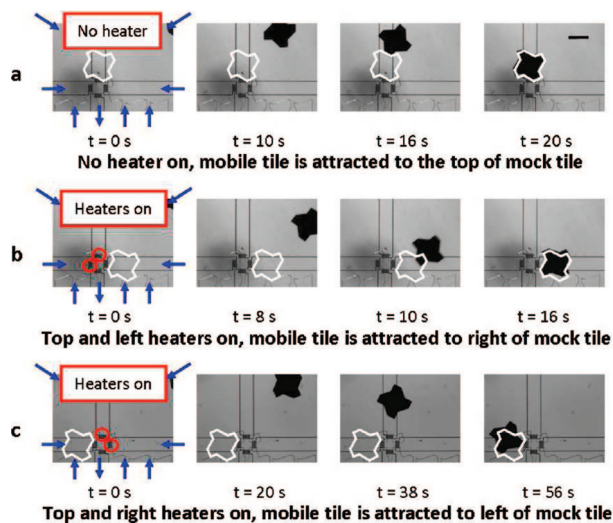 No heater
a
t = 0 s
t = 10 s
t = 16 s
t = 20 s
No heater on, mobile tile is attracted to the top of mock tile
Heaters on
b
t = 0 s
t = 8 s
t = 10 s
t = 16 s
Top and left heaters on, mobile tile is attracted to right of mock tile
Heaters on
c
t = 0 s
t = 20 s
t = 38 s
t = 56 s
Top and right heaters on, mobile tile is attracted to left of mock tile